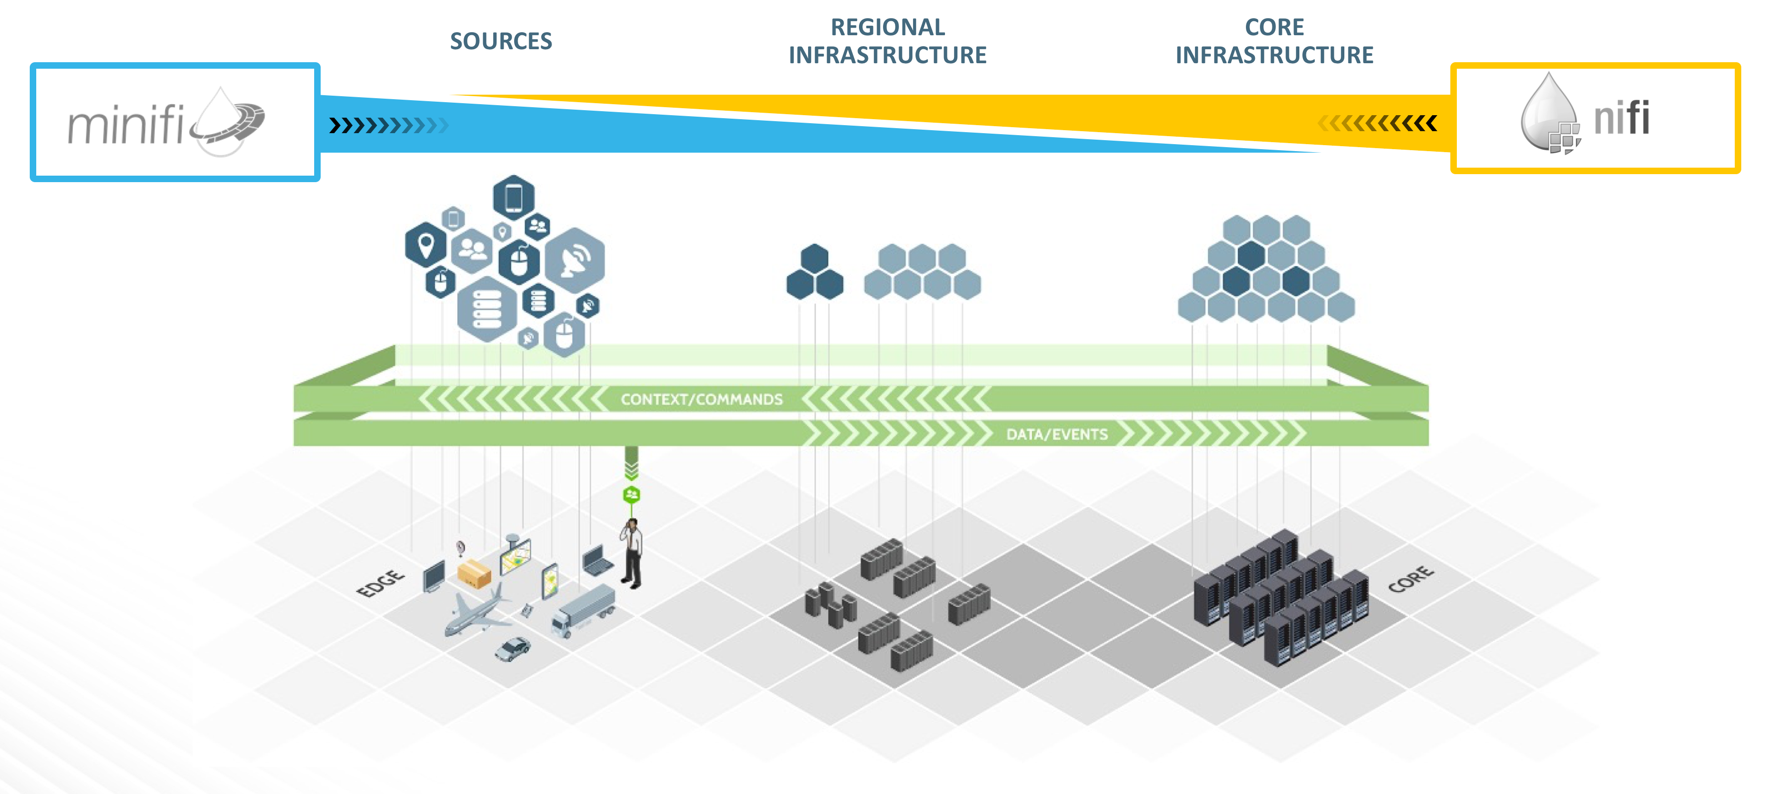 SOURCES
REGIONAL
INFRASTRUCTURE
CORE
INFRASTRUCTURE
minifi
nifi
CONTEXT/COMMANDS
DATA/EVENTS
EDGE
CORE